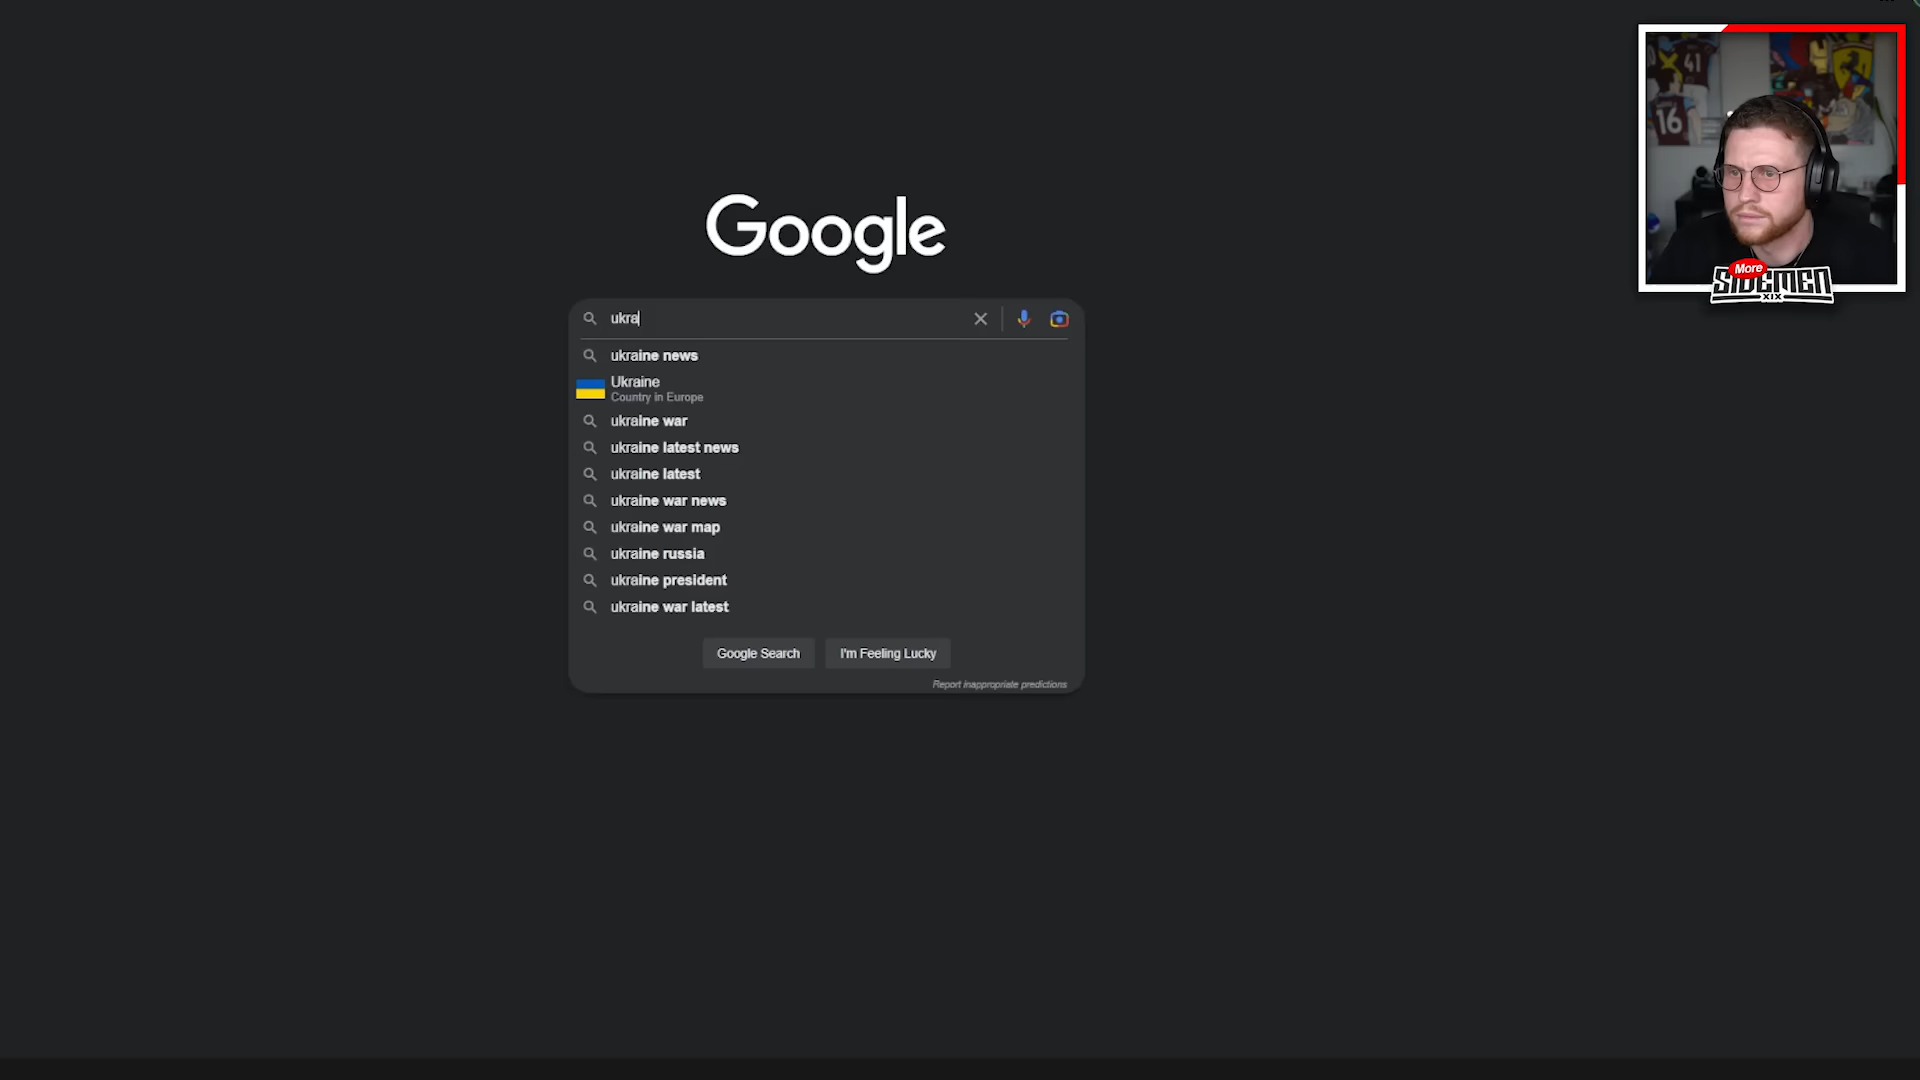 Google
ukra
ukraine news
Ukraine
Country in Europe
ukraine war
ukraine latest news
ukraine latest
ukraine war news
ukraine war map
ukraine russia
ukraine president
ukraine war latest
Google Search
I'm Feeling Lucky
Report inappropriate predictions
41
16
More
SIDEMEN
XIX